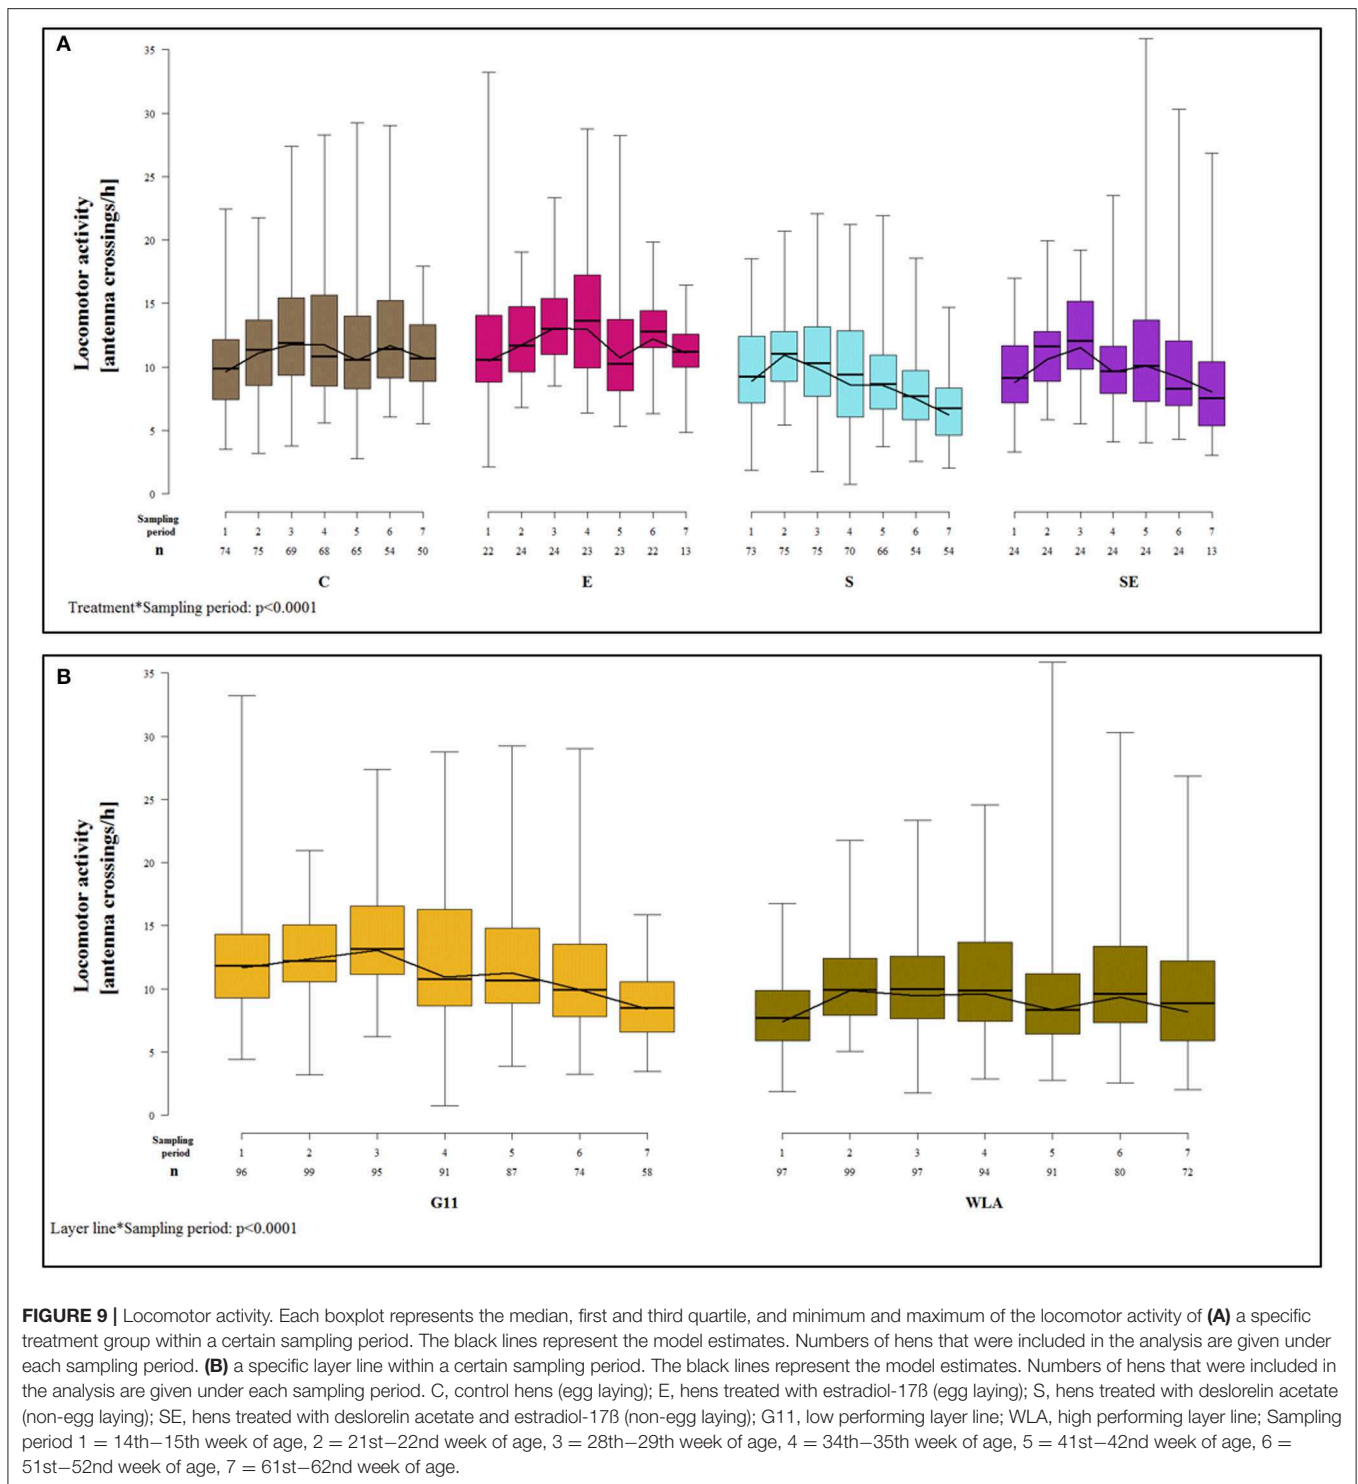 A
35
30
25
20
15
10
5
0
Locomotor activity
[antenna crossings/h]
Sampling
period
1 2 3 4 5 6 7 1 2 3 4 5 6 7 1 2 3 4 5 6 7 1 2 3 4 5 6 7
n
74 75 69 68 65 54 50 22 24 24 23 23 22 13 73 75 75 70 66 54 54 24 24 24 24 24 24 13
C E S SE
Treatment*Sampling period: p<0.0001
B
35
30
25
20
15
10
5
0
Locomotor activity
[antenna crossings/h]
Sampling
period
1 2 3 4 5 6 7 1 2 3 4 5 6 7
n
96 99 95 91 87 74 58 97 99 97 94 91 80 72
G11 WLA
Layer line*Sampling period: p<0.0001
FIGURE 9 | Locomotor activity. Each boxplot represents the median, first and third quartile, and minimum and maximum of the locomotor activity of (A) a specific
treatment group within a certain sampling period. The black lines represent the model estimates. Numbers of hens that were included in the analysis are given under
each sampling period. (B) a specific layer line within a certain sampling period. The black lines represent the model estimates. Numbers of hens that were included in
the analysis are given under each sampling period. C, control hens (egg laying); E, hens treated with estradiol-17ß (egg laying); S, hens treated with deslorelin acetate
(non-egg laying); SE, hens treated with deslorelin acetate and estradiol-17ß (non-egg laying); G11, low performing layer line; WLA, high performing layer line; Sampling
period 1 = 14th–15th week of age, 2 = 21st–22nd week of age, 3 = 28th–29th week of age, 4 = 34th–35th week of age, 5 = 41st–42nd week of age, 6 =
51st–52nd week of age, 7 = 61st–62nd week of age.